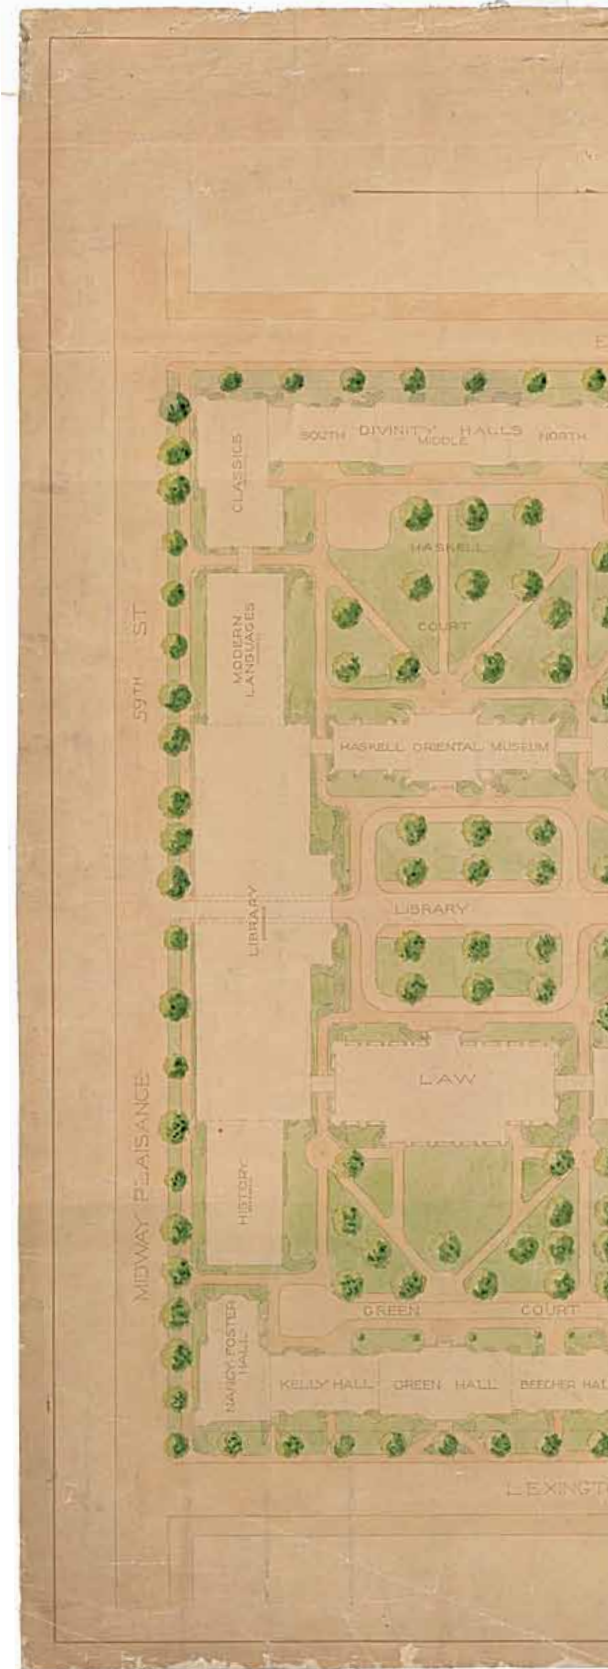 E
SOUTH DIVINITY HALLS NORTH
MIDDLE
CLASSICS
HASKELL
COURT
MODERN
LANGUAGES
59TH ST
HASKELL ORIENTAL MUSEUM
LIBRARY
LIBRARY
LAW
MIDWAY PLAISANCE
HISTORY
GREEN COURT
NANCY FOSTER
HALL
KELLY HALL
GREEN HALL
BEECHER HAL
LEXINGT